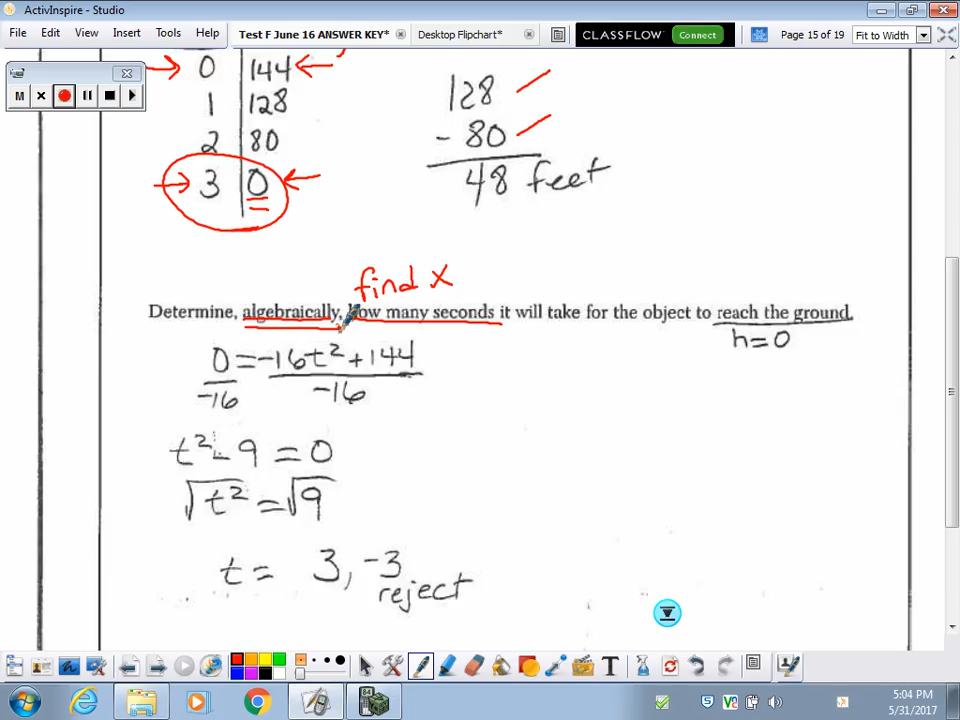 ActivInspire - Studio
File Edit View Insert Tools Help
Test F June 16 ANSWER KEY*
Desktop Flipchart*
CLASSFLOW Connect
Page 15 of 19
Fit to Width
M
0 144
1 128
2 80
3 0
128
- 80
48 feet
find x
Determine, algebraically, how many seconds it will take for the object to reach the ground.
h=0
0 = -16t² + 144
-16 -16
t² - 9 = 0
√t² = √9
t = 3, -3
reject
T
84
V2
5:04 PM
5/31/2017